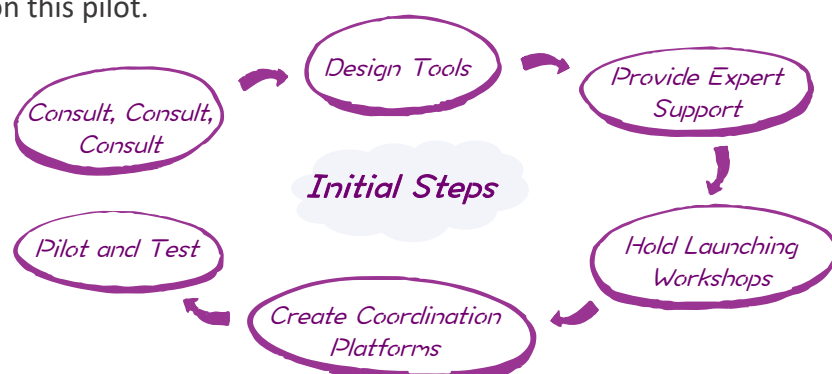 on this pilot.
Consult, Consult,
Consult
Design Tools
Provide Expert
Support
Initial Steps
Hold Launching
Workshops
Create Coordination
Platforms
Pilot and Test